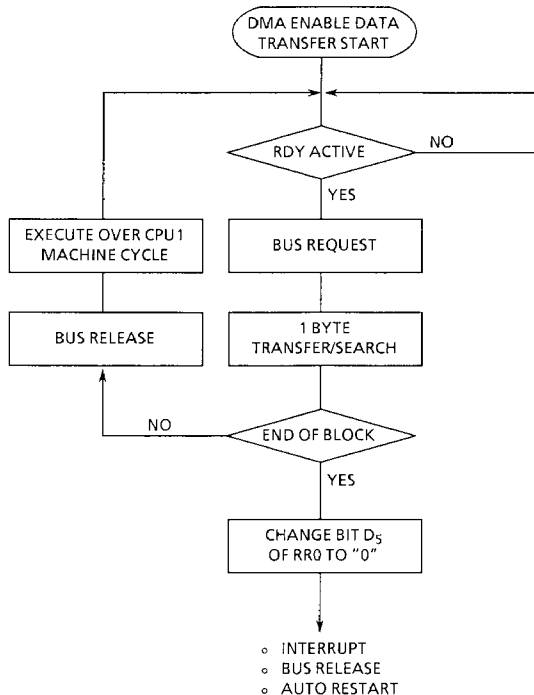 DMA ENABLE DATA
TRANSFER START
RDY ACTIVE
NO
YES
EXECUTE OVER CPU1
MACHINE CYCLE
BUS REQUEST
BUS RELEASE
1 BYTE
TRANSFER/SEARCH
NO
END OF BLOCK
YES
CHANGE BIT D5
OF RR0 TO "0"
∘ INTERRUPT
∘ BUS RELEASE
∘ AUTO RESTART